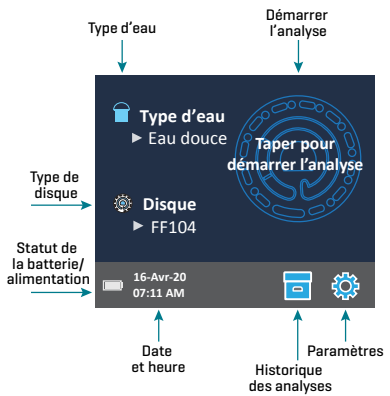 Type d'eau
Démarrer
l'analyse
Type d'eau
Eau douce
Taper pour
démarrer l'analyse
Type de
disque
Disque
FF104
Statut de
la batterie/
alimentation
16-Avr-20
07:11 AM
Date
et heure
Historique
des analyses
Paramètres